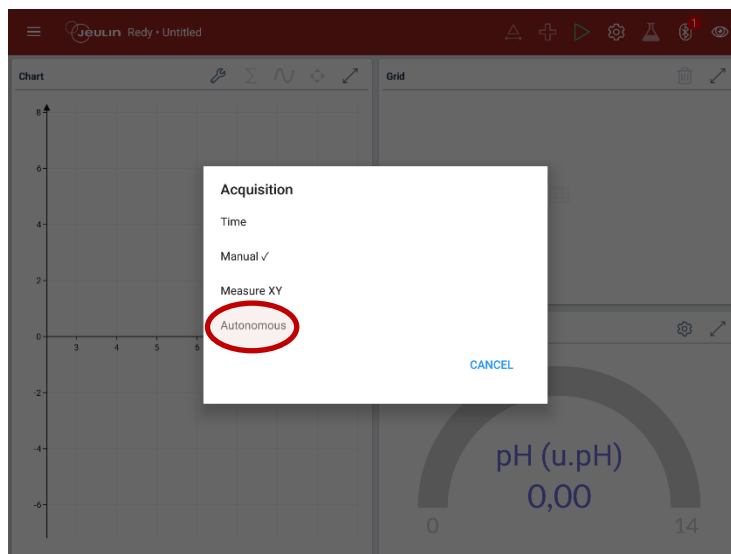 Jeulin Redy • Untitled
1
Chart
Grid
8
6
4
2
0
-2
-4
-6
3 4 5 6
Acquisition
Time
Manual ✓
Measure XY
Autonomous
CANCEL
pH (u.pH)
0,00
0 14